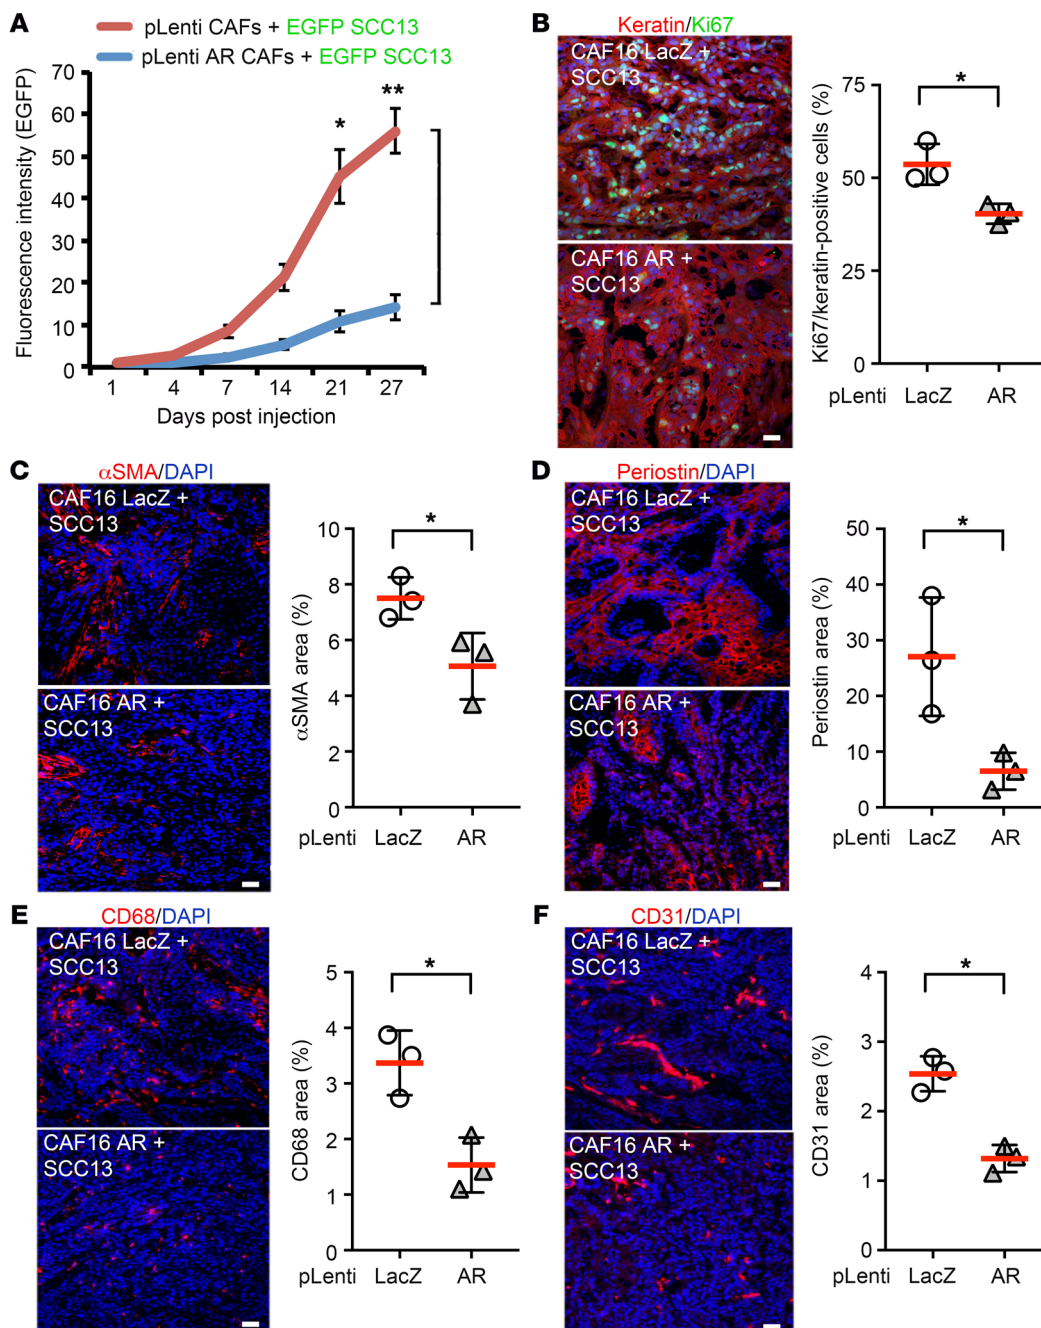 A
pLenti CAFs + EGFP SCC13
pLenti AR CAFs + EGFP SCC13
Fluorescence intensity (EGFP)
70
60
50
40
30
20
10
0
*
**
1 4 7 14 21 27
Days post injection
B
Keratin/Ki67
CAF16 LacZ +
SCC13
CAF16 AR +
SCC13
Ki67/keratin-positive cells (%)
75
50
25
0
*
pLenti LacZ AR
C
αSMA/DAPI
CAF16 LacZ +
SCC13
CAF16 AR +
SCC13
αSMA area (%)
10
8
6
4
2
0
*
pLenti LacZ AR
D
Periostin/DAPI
CAF16 LacZ +
SCC13
CAF16 AR +
SCC13
Periostin area (%)
50
40
30
20
10
0
*
pLenti LacZ AR
E
CD68/DAPI
CAF16 LacZ +
SCC13
CAF16 AR +
SCC13
CD68 area (%)
5
4
3
2
1
0
*
pLenti LacZ AR
F
CD31/DAPI
CAF16 LacZ +
SCC13
CAF16 AR +
SCC13
CD31 area (%)
4
3
2
1
0
*
pLenti LacZ AR